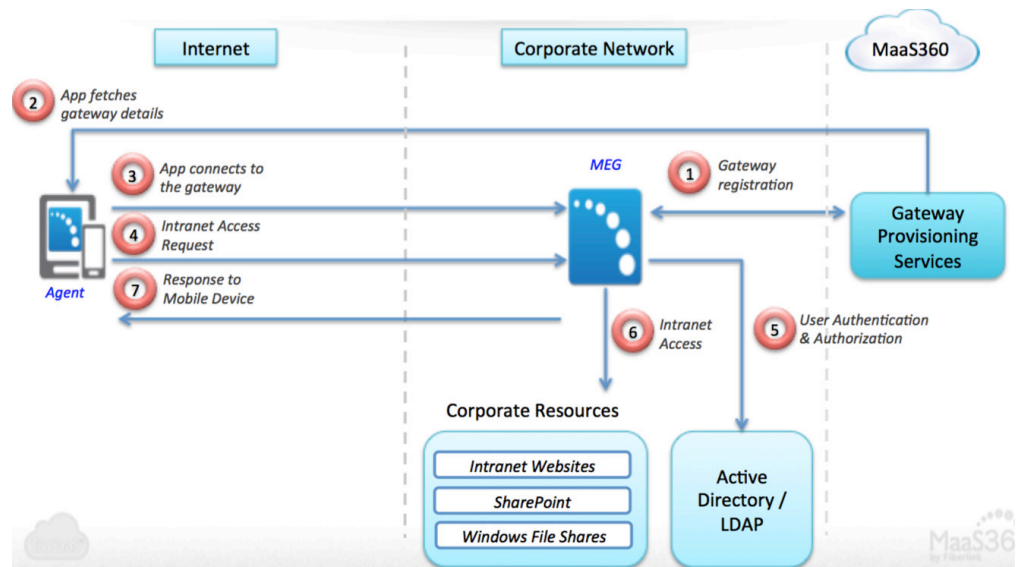 Internet
Corporate Network
MaaS360
2
App fetches
gateway details
3
App connects to
the gateway
MEG
1
Gateway
registration
4
Intranet Access
Request
Gateway
Provisioning
Services
Agent
7
Response to
Mobile Device
6
Intranet
Access
5
User Authentication
& Authorization
Corporate Resources
Intranet Websites
SharePoint
Windows File Shares
Active
Directory /
LDAP
MaaS36
by Fiberlink